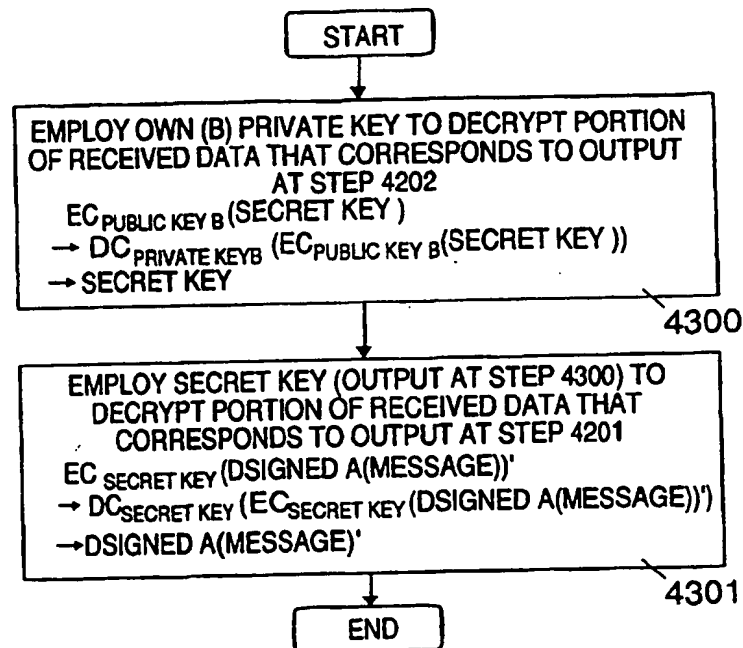 START
EMPLOY OWN (B) PRIVATE KEY TO DECRYPT PORTION
OF RECEIVED DATA THAT CORRESPONDS TO OUTPUT
AT STEP 4202
EC PUBLIC KEY B (SECRET KEY)
→ DC PRIVATE KEYB (EC PUBLIC KEY B (SECRET KEY))
→ SECRET KEY
4300
EMPLOY SECRET KEY (OUTPUT AT STEP 4300) TO
DECRYPT PORTION OF RECEIVED DATA THAT
CORRESPONDS TO OUTPUT AT STEP 4201
EC SECRET KEY (DSIGNED A(MESSAGE))'
→ DC SECRET KEY (EC SECRET KEY (DSIGNED A(MESSAGE))')
→DSIGNED A(MESSAGE)'
4301
END